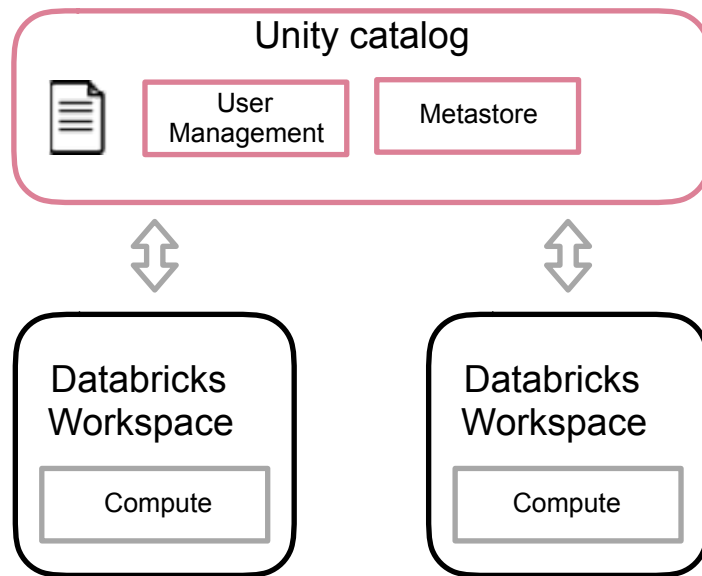 Unity catalog
User
Management
Metastore
Databricks
Workspace
Compute
Databricks
Workspace
Compute